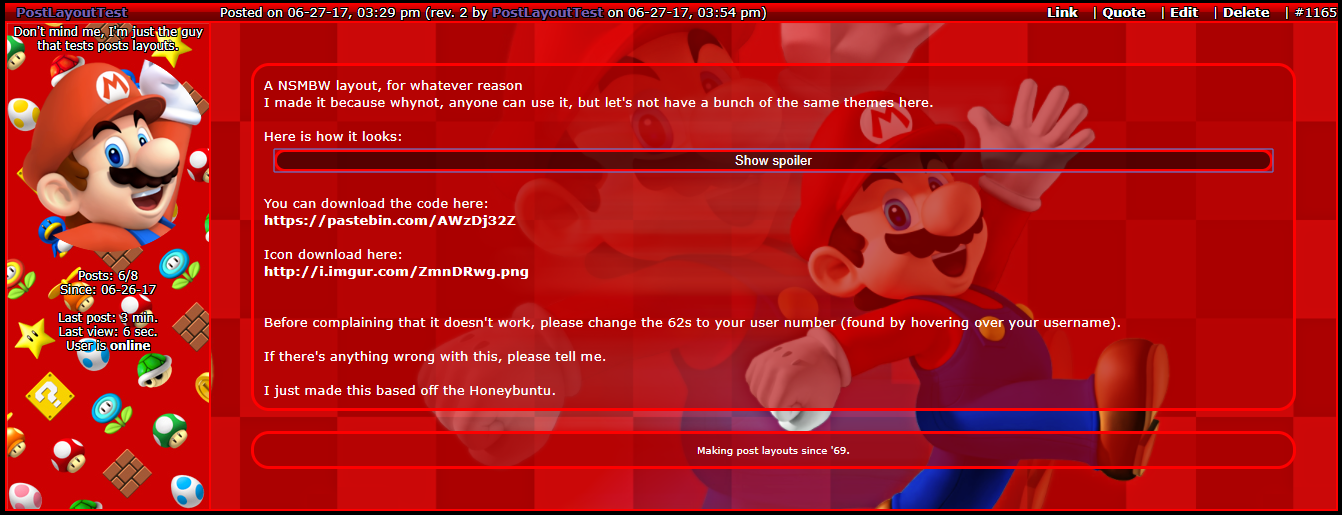 PostLayoutTest
Posted on 06-27-17, 03:29 pm (rev. 2 by PostLayoutTest on 06-27-17, 03:54 pm)
Link | Quote | Edit | Delete | #1165
Don't mind me, I'm just the guy
that tests posts layouts.
M
Posts: 6/8
Since: 06-26-17
Last post: 3 min.
Last view: 6 sec.
User is online
A NSMBW layout, for whatever reason
I made it because whynot, anyone can use it, but let's not have a bunch of the same themes here.
Here is how it looks:
Show spoiler
You can download the code here:
https://pastebin.com/AWzDj32Z
Icon download here:
http://i.imgur.com/ZmnDRwg.png
Before complaining that it doesn't work, please change the 62s to your user number (found by hovering over your username).
If there's anything wrong with this, please tell me.
I just made this based off the Honeybuntu.
Making post layouts since '69.
M